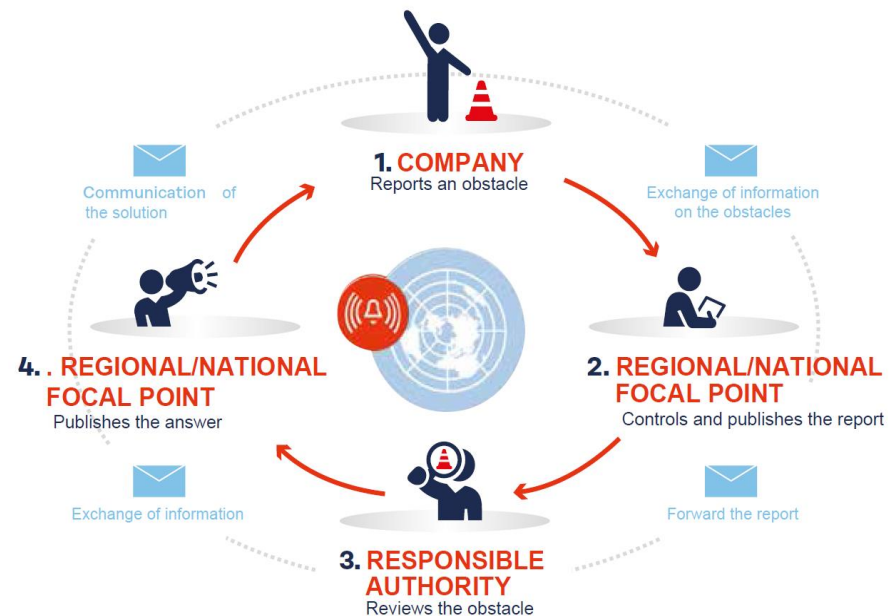 1. COMPANY
Reports an obstacle
Exchange of information
on the obstacles
2. REGIONAL/NATIONAL
FOCAL POINT
Controls and publishes the report
Forward the report
3. RESPONSIBLE
AUTHORITY
Reviews the obstacle
Exchange of information
4. . REGIONAL/NATIONAL
FOCAL POINT
Publishes the answer
Communication of
the solution